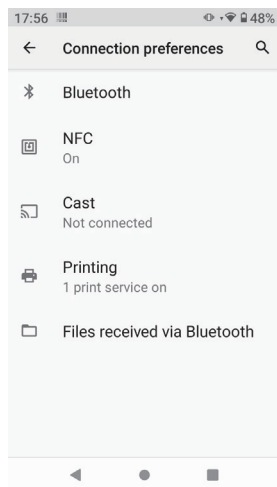 17:56 48%
Connection preferences
Bluetooth
NFC
On
Cast
Not connected
Printing
1 print service on
Files received via Bluetooth